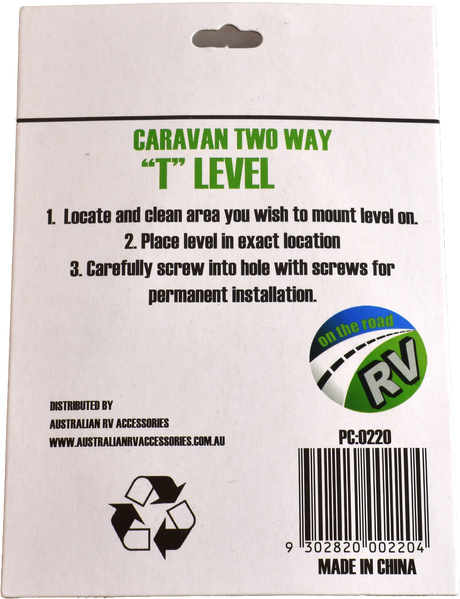 CARAVAN TWO WAY
“T” LEVEL
1. Locate and clean area you wish to mount level on.
2. Place level in exact location
3. Carefully screw into hole with screws for
permanent installation.
on the road
RV
DISTRIBUTED BY
AUSTRALIAN RV ACCESSORIES
WWW.AUSTRALIANRVACCESSORIES.COM.AU
PC:0220
9 302820 002204
MADE IN CHINA